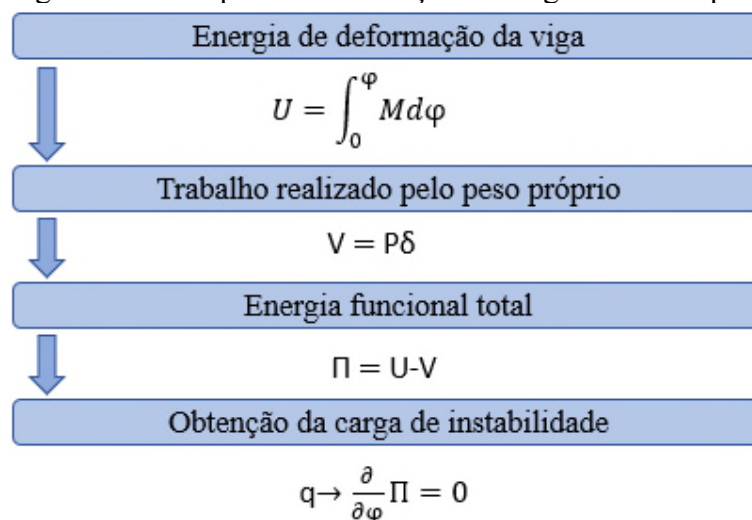 Energia de deformação da viga
U = ∫₀^φ Mdφ
Trabalho realizado pelo peso próprio
V = Pδ
Energia funcional total
Π = U-V
Obtenção da carga de instabilidade
q→ ∂/∂φ Π = 0